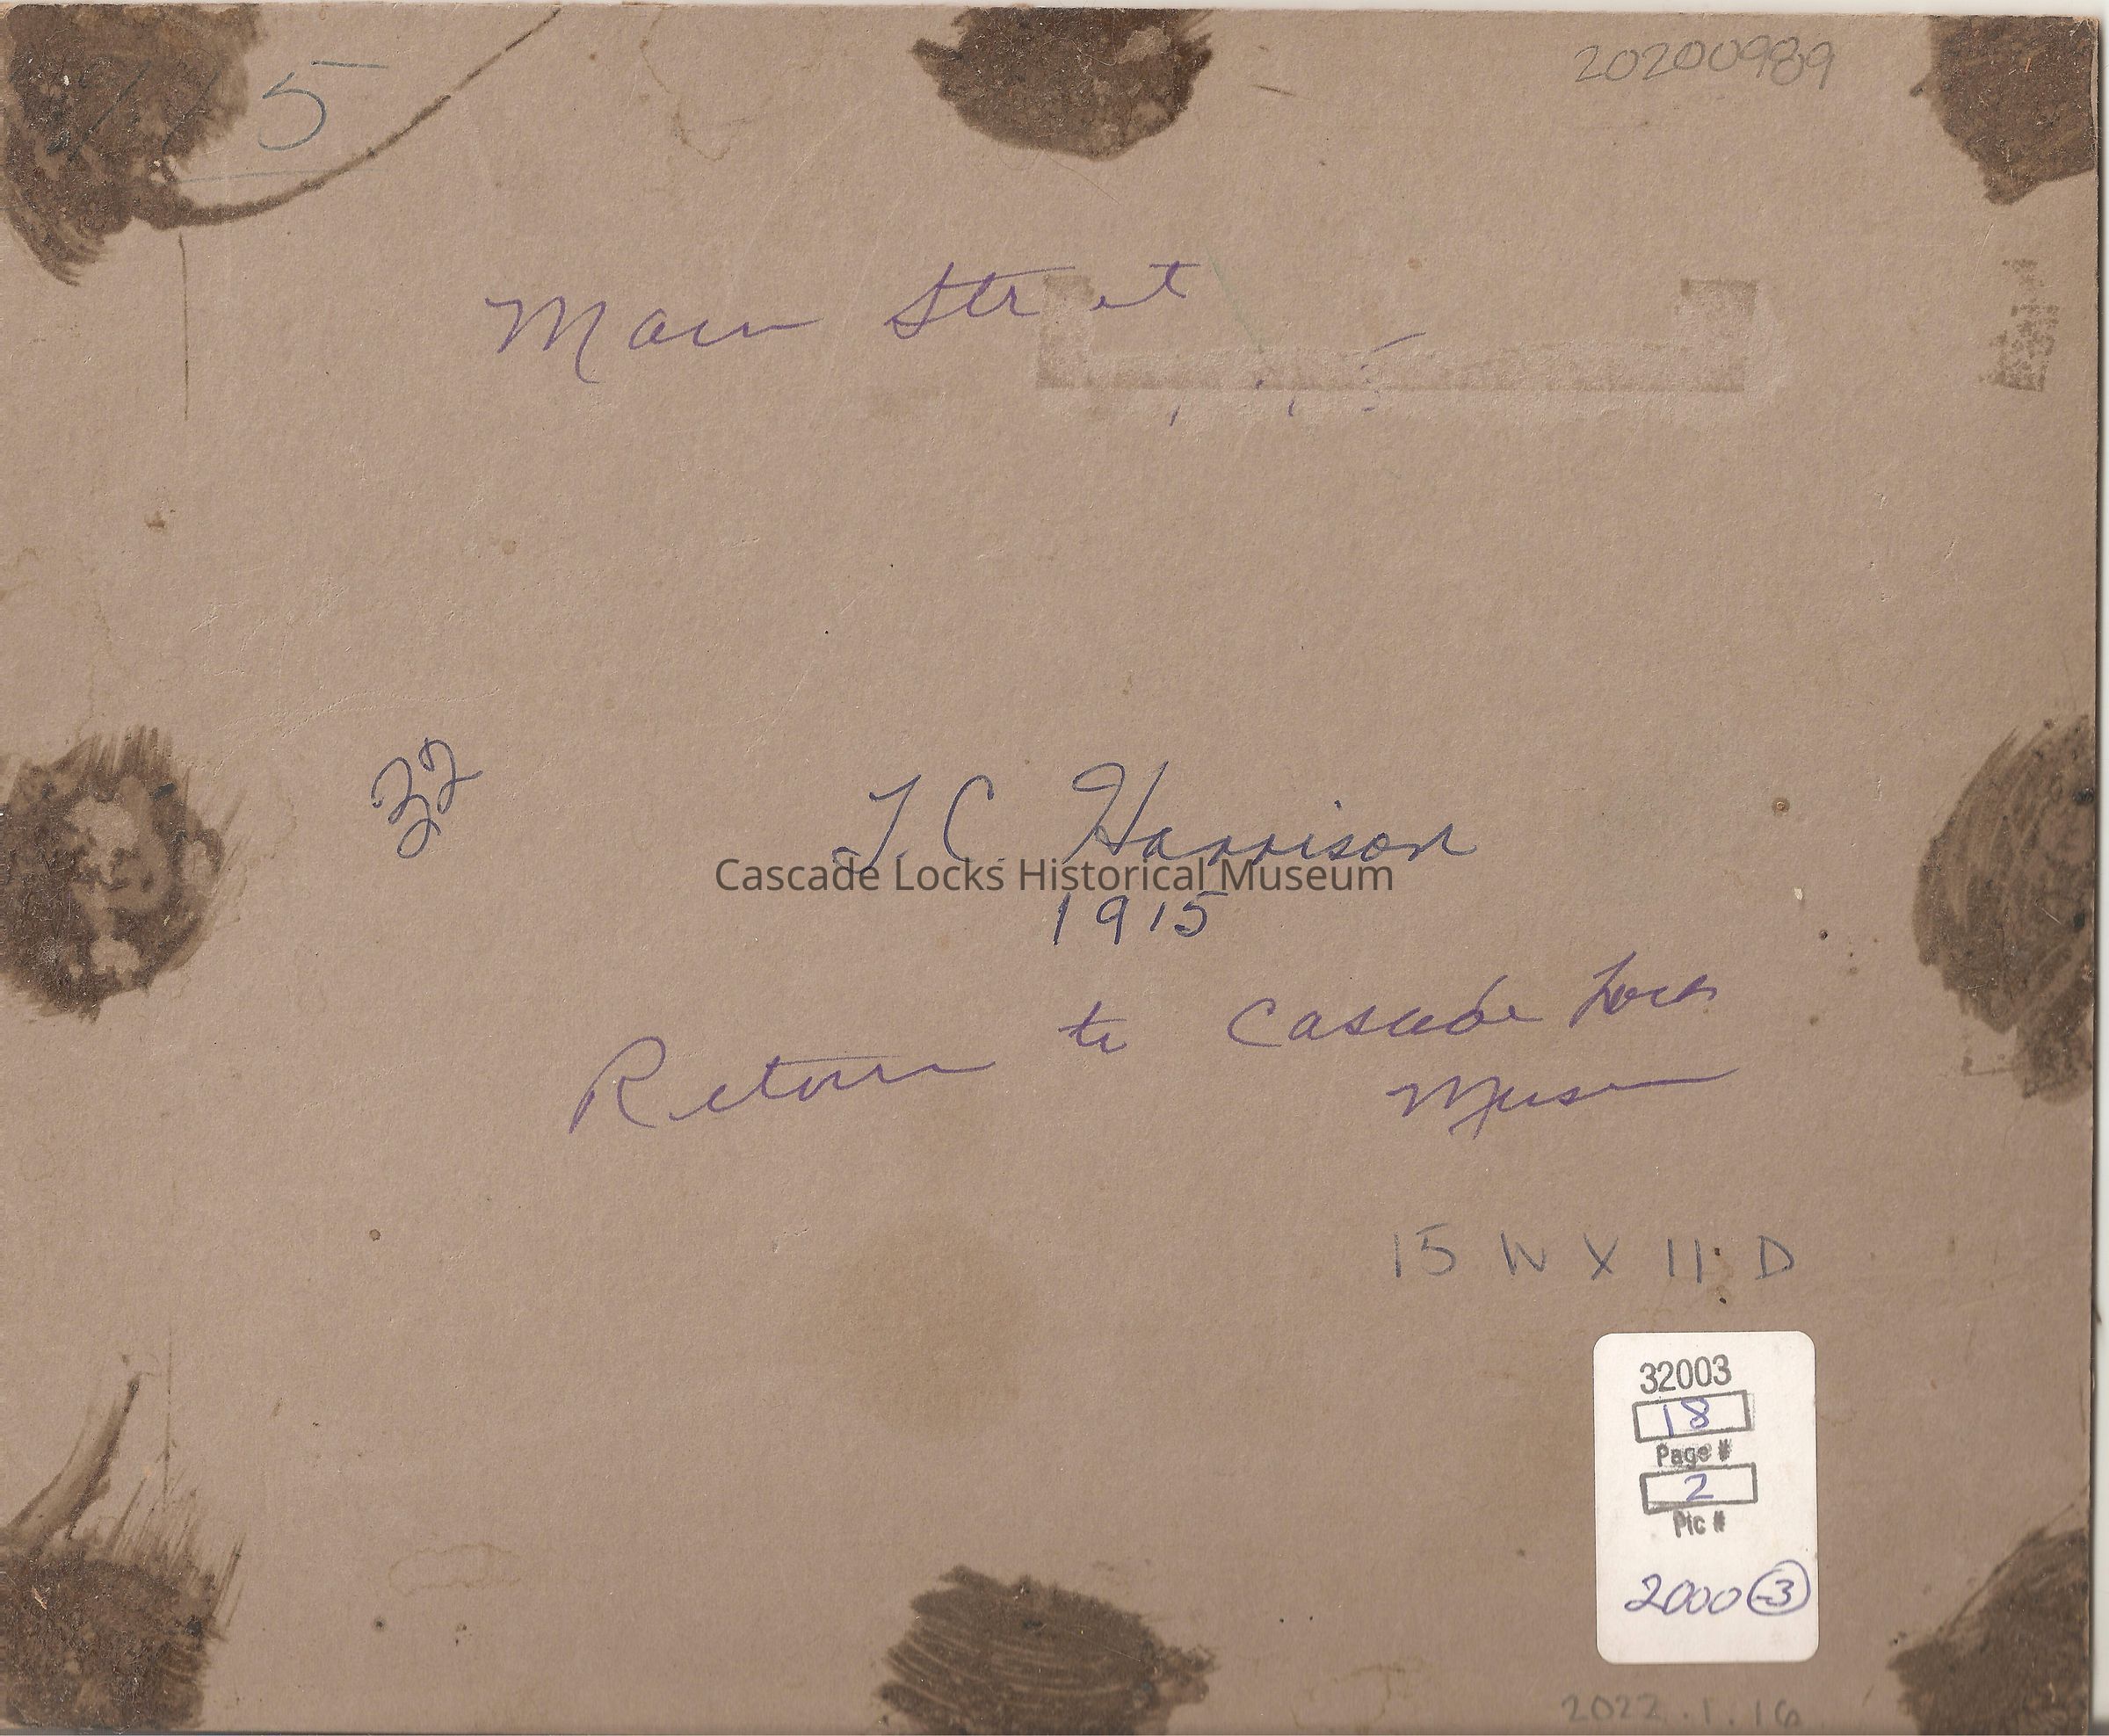 20200989
5
Main Street
32
J.C. Harrison
Cascade Locks Historical Museum
1915
Return to Cascade Locks
Museum
15 W X 11 D
32003
18
Page #
2
Pic #
2000 3
2022.1.16